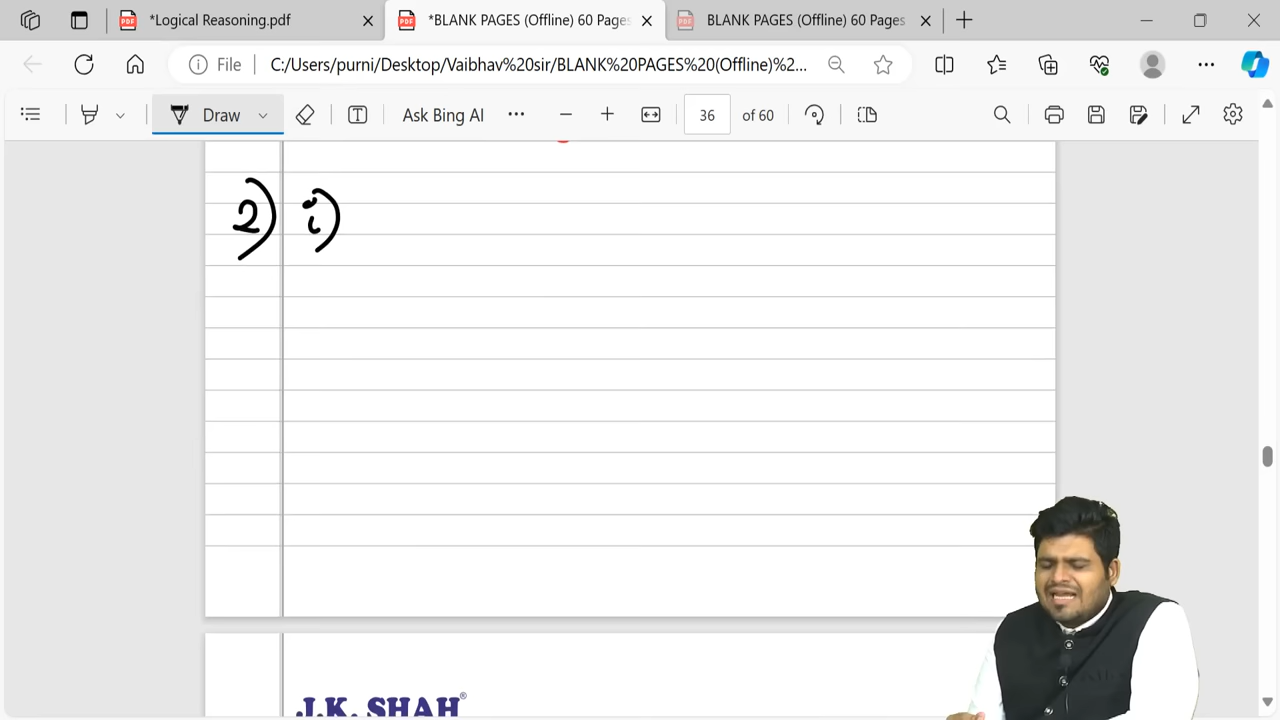 *Logical Reasoning.pdf
*BLANK PAGES (Offline) 60 Pages
BLANK PAGES (Offline) 60 Pages
File
C:/Users/purni/Desktop/Vaibhav%20sir/BLANK%20PAGES%20(Offline)%2...
Draw
Ask Bing AI
36
of 60
2) i)
J.K. SHAH®